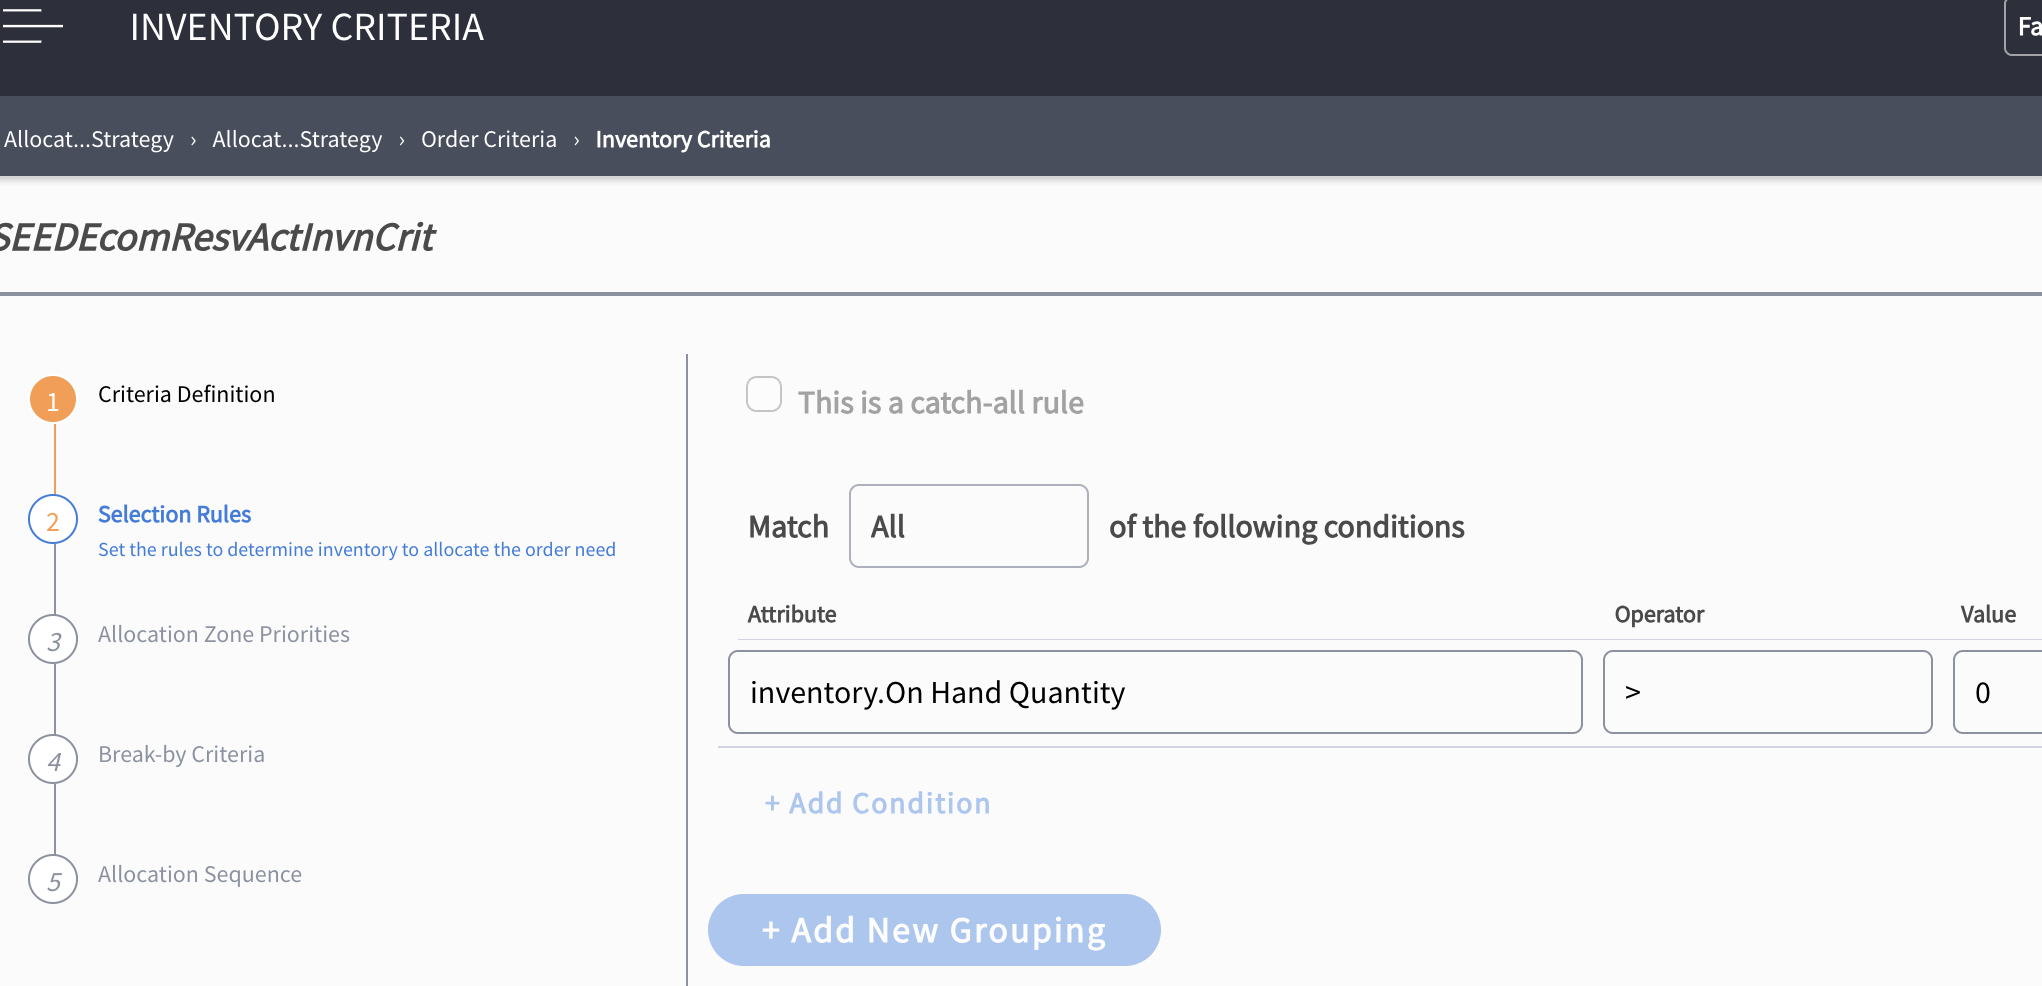 INVENTORY CRITERIA
Fa
Allocat...Strategy › Allocat...Strategy › Order Criteria › Inventory Criteria
SEEDEcomResvActInvnCrit
1 Criteria Definition
2 Selection Rules
Set the rules to determine inventory to allocate the order need
3 Allocation Zone Priorities
4 Break-by Criteria
5 Allocation Sequence
This is a catch-all rule
Match All of the following conditions
Attribute Operator Value
inventory.On Hand Quantity > 0
+ Add Condition
+ Add New Grouping